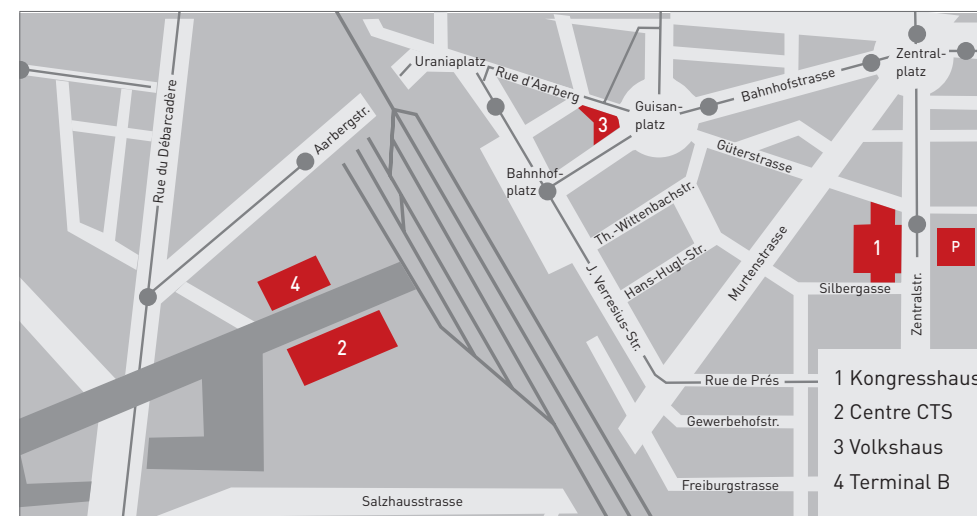 Zentral-
platz
Uraniaplatz
Rue d'Aarberg
Bahnhofstrasse
Guisan-
platz
3
Rue du Débarcadère
Aarbergstr.
Güterstrasse
Bahnhof-
platz
Th.-Wittenbachstr.
Murtenstrasse
1
P
Hans-Hugl-Str.
4
Silbergasse
J. Verresius-Str.
Zentralstr.
2
Rue de Prés
1 Kongresshaus
2 Centre CTS
3 Volkshaus
4 Terminal B
Gewerbehofstr.
Freiburgstrasse
Salzhausstrasse